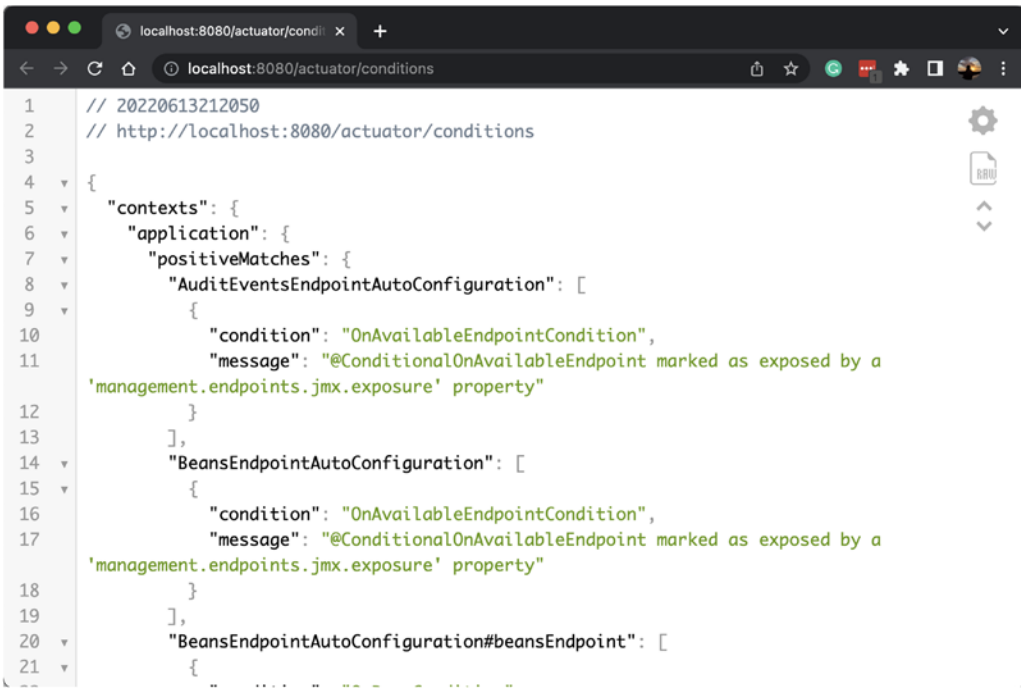 localhost:8080/actuator/condit
localhost:8080/actuator/conditions
1
1 // 20220613212050
2 // http://localhost:8080/actuator/conditions
3
4 {
5 "contexts": {
6 "application": {
7 "positiveMatches": {
8 "AuditEventsEndpointAutoConfiguration": [
9 {
10 "condition": "OnAvailableEndpointCondition",
11 "message": "@ConditionalOnAvailableEndpoint marked as exposed by a
'management.endpoints.jmx.exposure' property"
12 }
13 ],
14 "BeansEndpointAutoConfiguration": [
15 {
16 "condition": "OnAvailableEndpointCondition",
17 "message": "@ConditionalOnAvailableEndpoint marked as exposed by a
'management.endpoints.jmx.exposure' property"
18 }
19 ],
20 "BeansEndpointAutoConfiguration#beansEndpoint": [
21 {
RAW